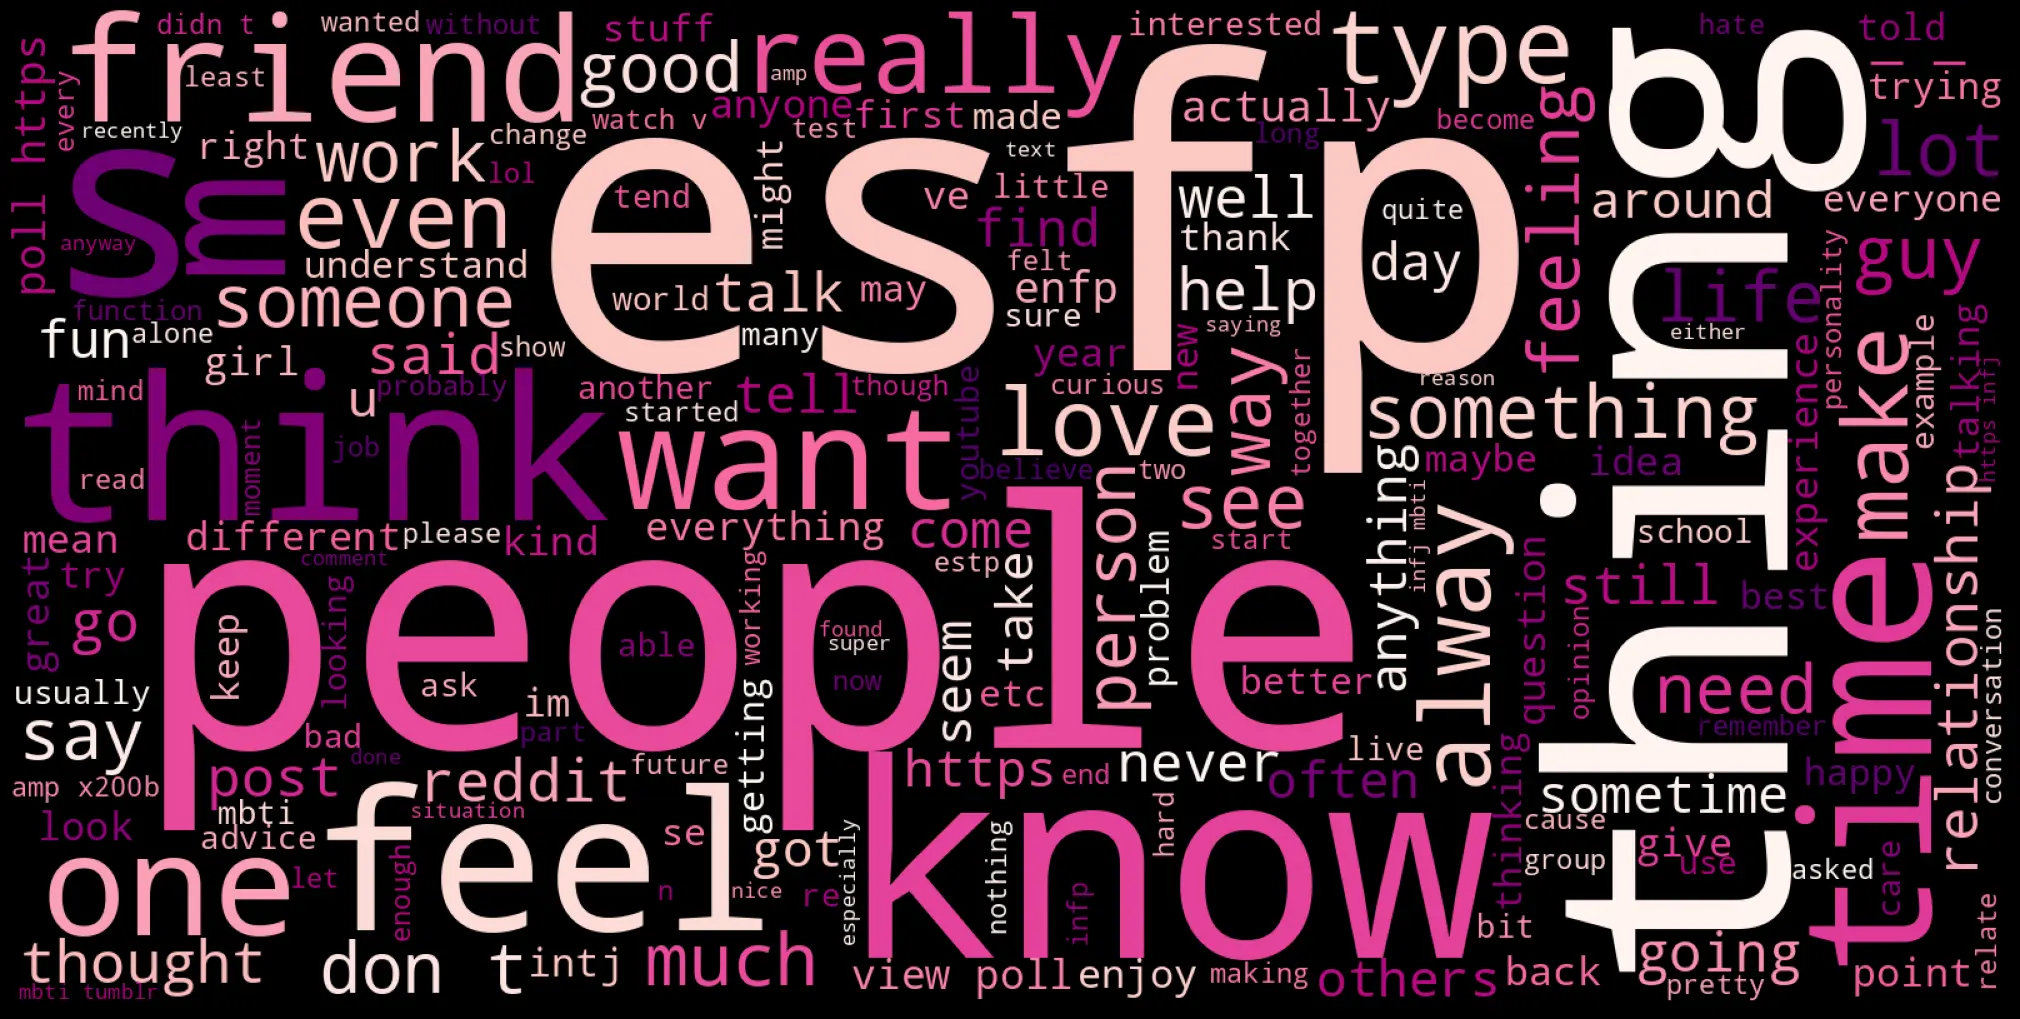 didn t
wanted
without
stuff
interested
hate
told
_ _
friend
least
good
really
amp
type
thing
trying
poll https
every
recently
right
change
watch v
anyone
test
first
made
actually
become
long
text
feeling
lot
s
m
work
lol
even
might
esfp
tend
ve
little
find
well
thank
quite
around
everyone
anyway
understand
function
someone
world
talk
may
many
felt
enfp
sure
help
day
life
either
personality
guy
fun
alone
girl
said
show
year
new
saying
mind
think
u
probably
another
tell
though
youtube
curious
started
want
love
way
together
reason
something
experience
make
example
talking
https infj
read
moment
job
believe
two
maybe
idea
mean
different
please
kind
everything
come
person
see
start
anything
infj mbti
alway
school
relationship
great
try
comment
looking
people
working
estp
take
problem
question
still
opinion
best
time
go
keep
able
found
super
now
ask
seem
etc
better
need
remember
conversation
usually
im
say
bad
part
done
getting
live
post
reddit
future
https
end
never
often
thinking
sometime
happy
amp x200b
mbti
situation
look
advice
feel
se
got
know
hard
cause
give
use
group
asked
care
one
let
enough
n
nice
re
especially
nothing
infp
bit
relate
thought
don t
intj
much
view poll
enjoy
making
others
back
going
pretty
point
mbti tumblr